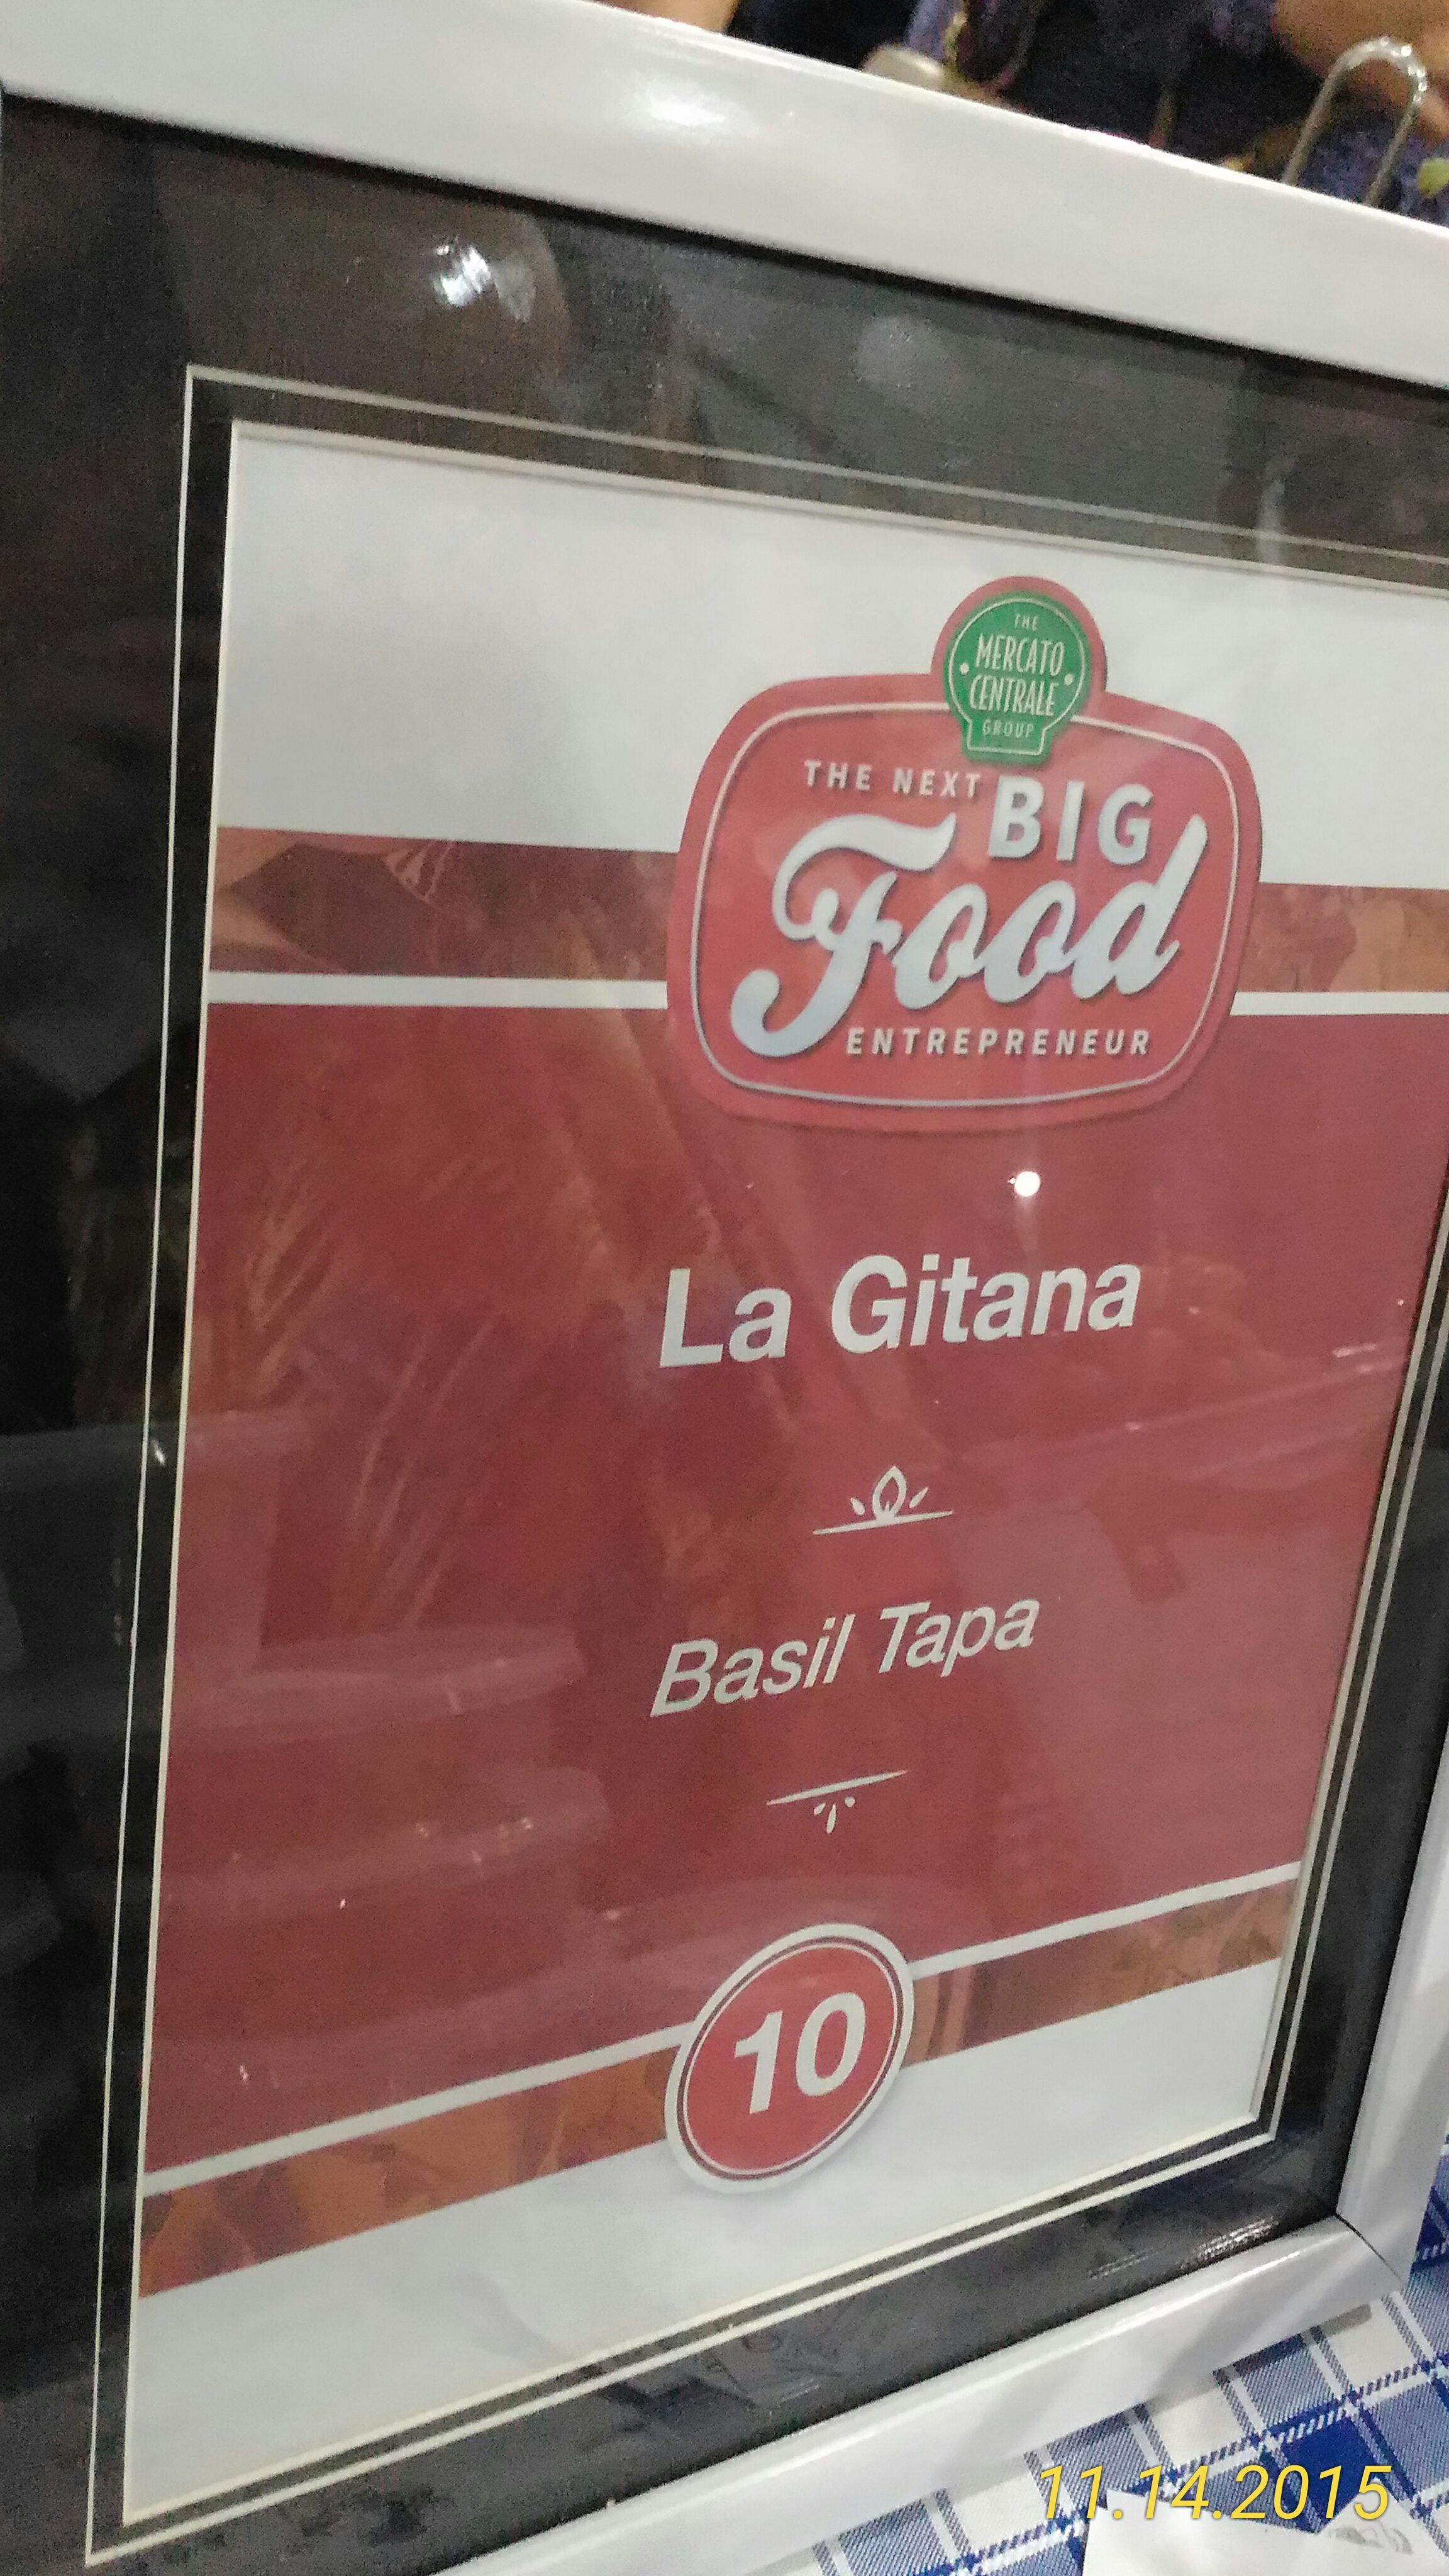 THE
MERCATO
CENTRALE
GROUP
THE NEXT BIG
Food
ENTREPRENEUR
La Gitana
Basil Tapa
10
11.14.2015